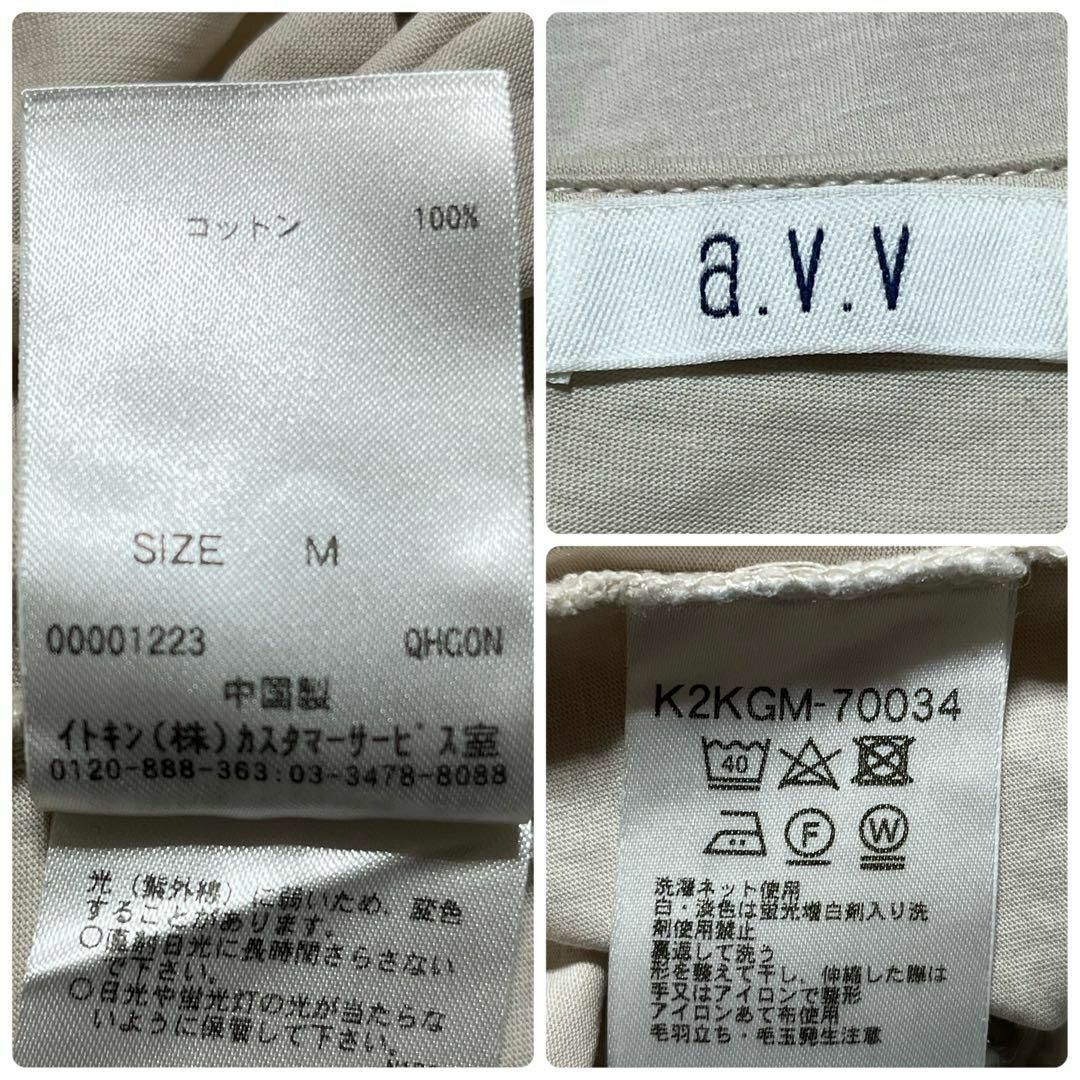 コットン 100%
SIZE M
00001223 QHGON
中国製
イトキン(株)カスタマーサービス室
0120-888-363:03-3478-8088
光(紫外線)に弱いため、変色
することがあります。
○直射日光に長時間さらさない
で下さい。
○日光や蛍光灯の光が当たらな
いように保管して下さい。
a.v.v
K2KGM-70034
40
F W
洗濯ネット使用
白・淡色は蛍光増白剤入り洗
剤使用禁止
裏返して洗う
形を整えて干し、伸縮した際は
手又はアイロンで整形
アイロンあて布使用
毛羽立ち・毛玉発生注意